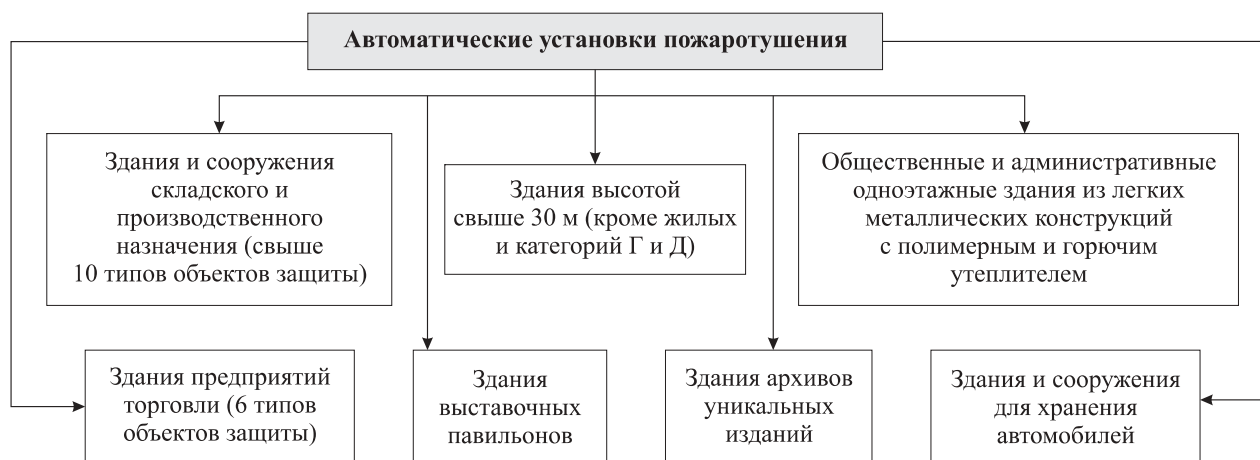 Автоматические установки пожаротушения
Здания и сооружения
складского и
производственного
назначения (свыше
10 типов объектов защиты)
Здания высотой
свыше 30 м (кроме жилых
и категорий Г и Д)
Общественные и административные
одноэтажные здания из легких
металлических конструкций
с полимерным и горючим
утеплителем
Здания предприятий
торговли (6 типов
объектов защиты)
Здания
выставочных
павильонов
Здания архивов
уникальных
изданий
Здания и сооружения
для хранения
автомобилей